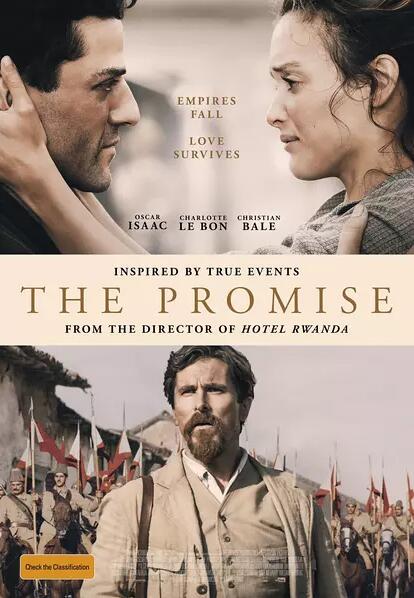 EMPIRES
FALL
LOVE
SURVIVES
OSCAR
ISAAC
CHARLOTTE
LE BON
CHRISTIAN
BALE
INSPIRED BY TRUE EVENTS
THE PROMISE
FROM THE DIRECTOR OF HOTEL RWANDA
Check the Classification